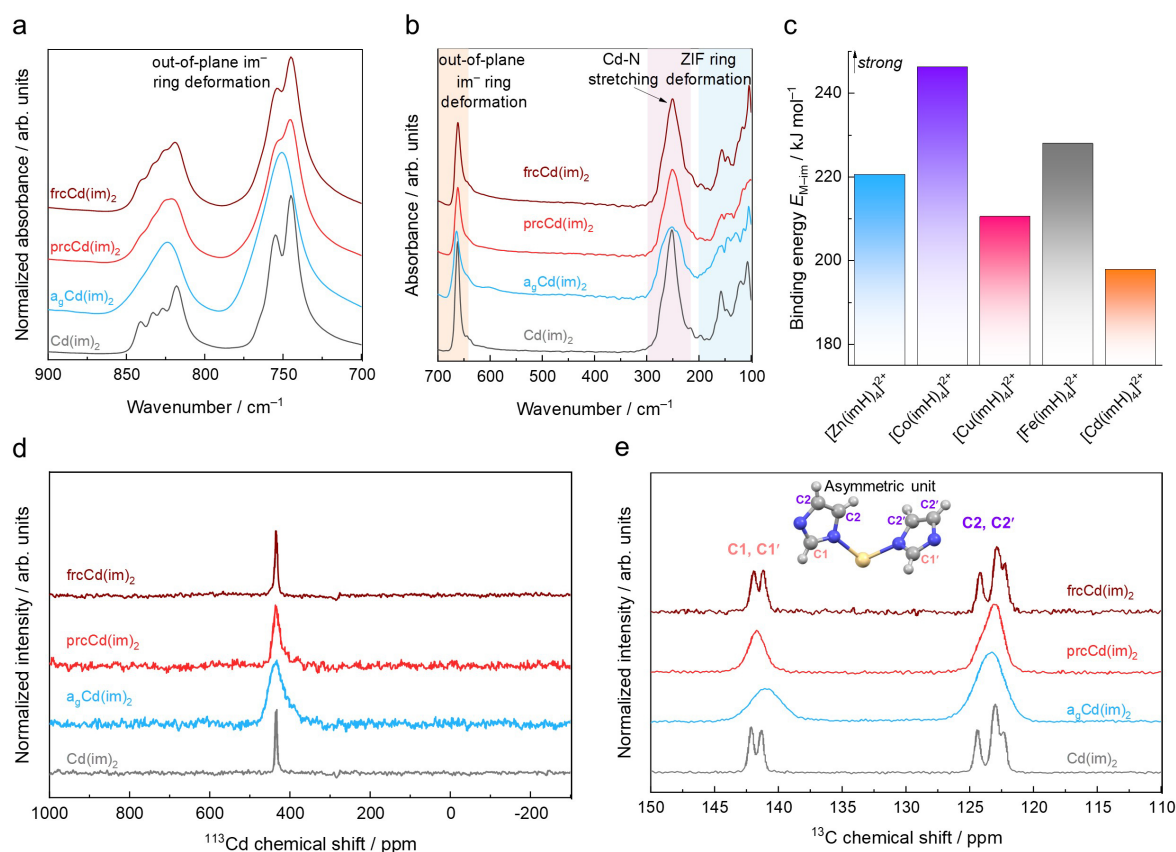 a
out-of-plane im⁻
ring deformation
frcCd(im)₂
prcCd(im)₂
a_gCd(im)₂
Cd(im)₂
Normalized absorbance / arb. units
900 850 800 750 700
Wavenumber / cm⁻¹
b
out-of-plane
im⁻ ring
deformation
Cd-N
stretching
ZIF ring
deformation
frcCd(im)₂
prcCd(im)₂
a_gCd(im)₂
Cd(im)₂
Absorbance / arb. units
700 600 500 400 300 200 100
Wavenumber / cm⁻¹
c
strong
240
220
200
180
Binding energy E_M–im / kJ mol⁻¹
[Zn(imH)₄]²⁺
[Co(imH)₄]²⁺
[Cu(imH)₄]²⁺
[Fe(imH)₄]²⁺
[Cd(imH)₄]²⁺
d
frcCd(im)₂
prcCd(im)₂
a_gCd(im)₂
Cd(im)₂
Normalized intensity / arb. units
1000 800 600 400 200 0 -200
¹¹³Cd chemical shift / ppm
e
Asymmetric unit
C2
C2
C1
C2′
C2′
C1′
C1, C1′
C2, C2′
frcCd(im)₂
prcCd(im)₂
a_gCd(im)₂
Cd(im)₂
Normalized intensity / arb. units
150 145 140 135 130 125 120 115 110
¹³C chemical shift / ppm